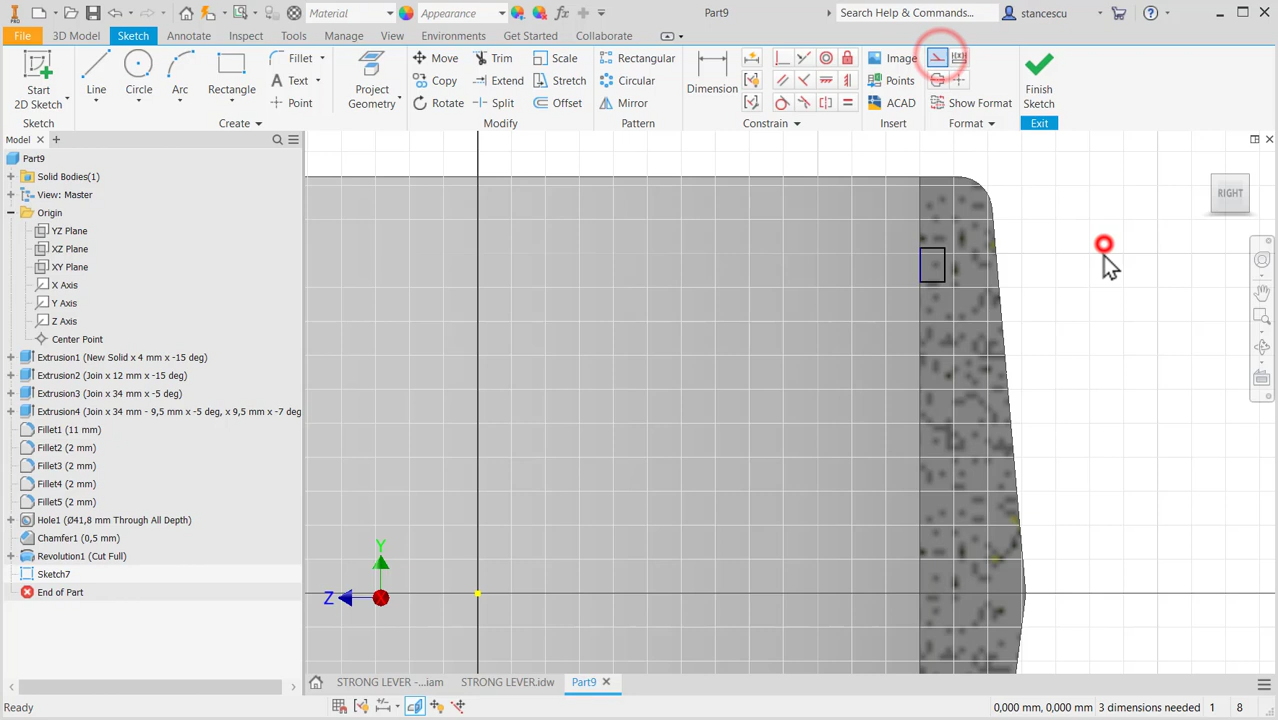 PRO
Material
Appearance
fx
Part9
Search Help & Commands...
stancescu
File
3D Model
Sketch
Annotate
Inspect
Tools
Manage
View
Environments
Get Started
Collaborate
Start
2D Sketch
Line
Circle
Arc
Rectangle
Fillet
Text
Point
Project
Geometry
Move
Copy
Rotate
Trim
Extend
Split
Scale
Stretch
Offset
Rectangular
Circular
Mirror
Dimension
Image
Points
ACAD
Show Format
Finish
Sketch
Sketch
Create
Modify
Pattern
Constrain
Insert
Format
Exit
Model
Part9
Solid Bodies(1)
View: Master
Origin
YZ Plane
XZ Plane
XY Plane
X Axis
Y Axis
Z Axis
Center Point
Extrusion1 (New Solid x 4 mm x -15 deg)
Extrusion2 (Join x 12 mm x -15 deg)
Extrusion3 (Join x 34 mm x -5 deg)
Extrusion4 (Join x 34 mm - 9,5 mm x -5 deg, x 9,5 mm x -7 deg
Fillet1 (11 mm)
Fillet2 (2 mm)
Fillet3 (2 mm)
Fillet4 (2 mm)
Fillet5 (2 mm)
Hole1 (Ø41,8 mm Through All Depth)
Chamfer1 (0,5 mm)
Revolution1 (Cut Full)
Sketch7
End of Part
RIGHT
Y
Z
STRONG LEVER -...iam
STRONG LEVER.idw
Part9
Ready
0,000 mm, 0,000 mm
3 dimensions needed
1
8